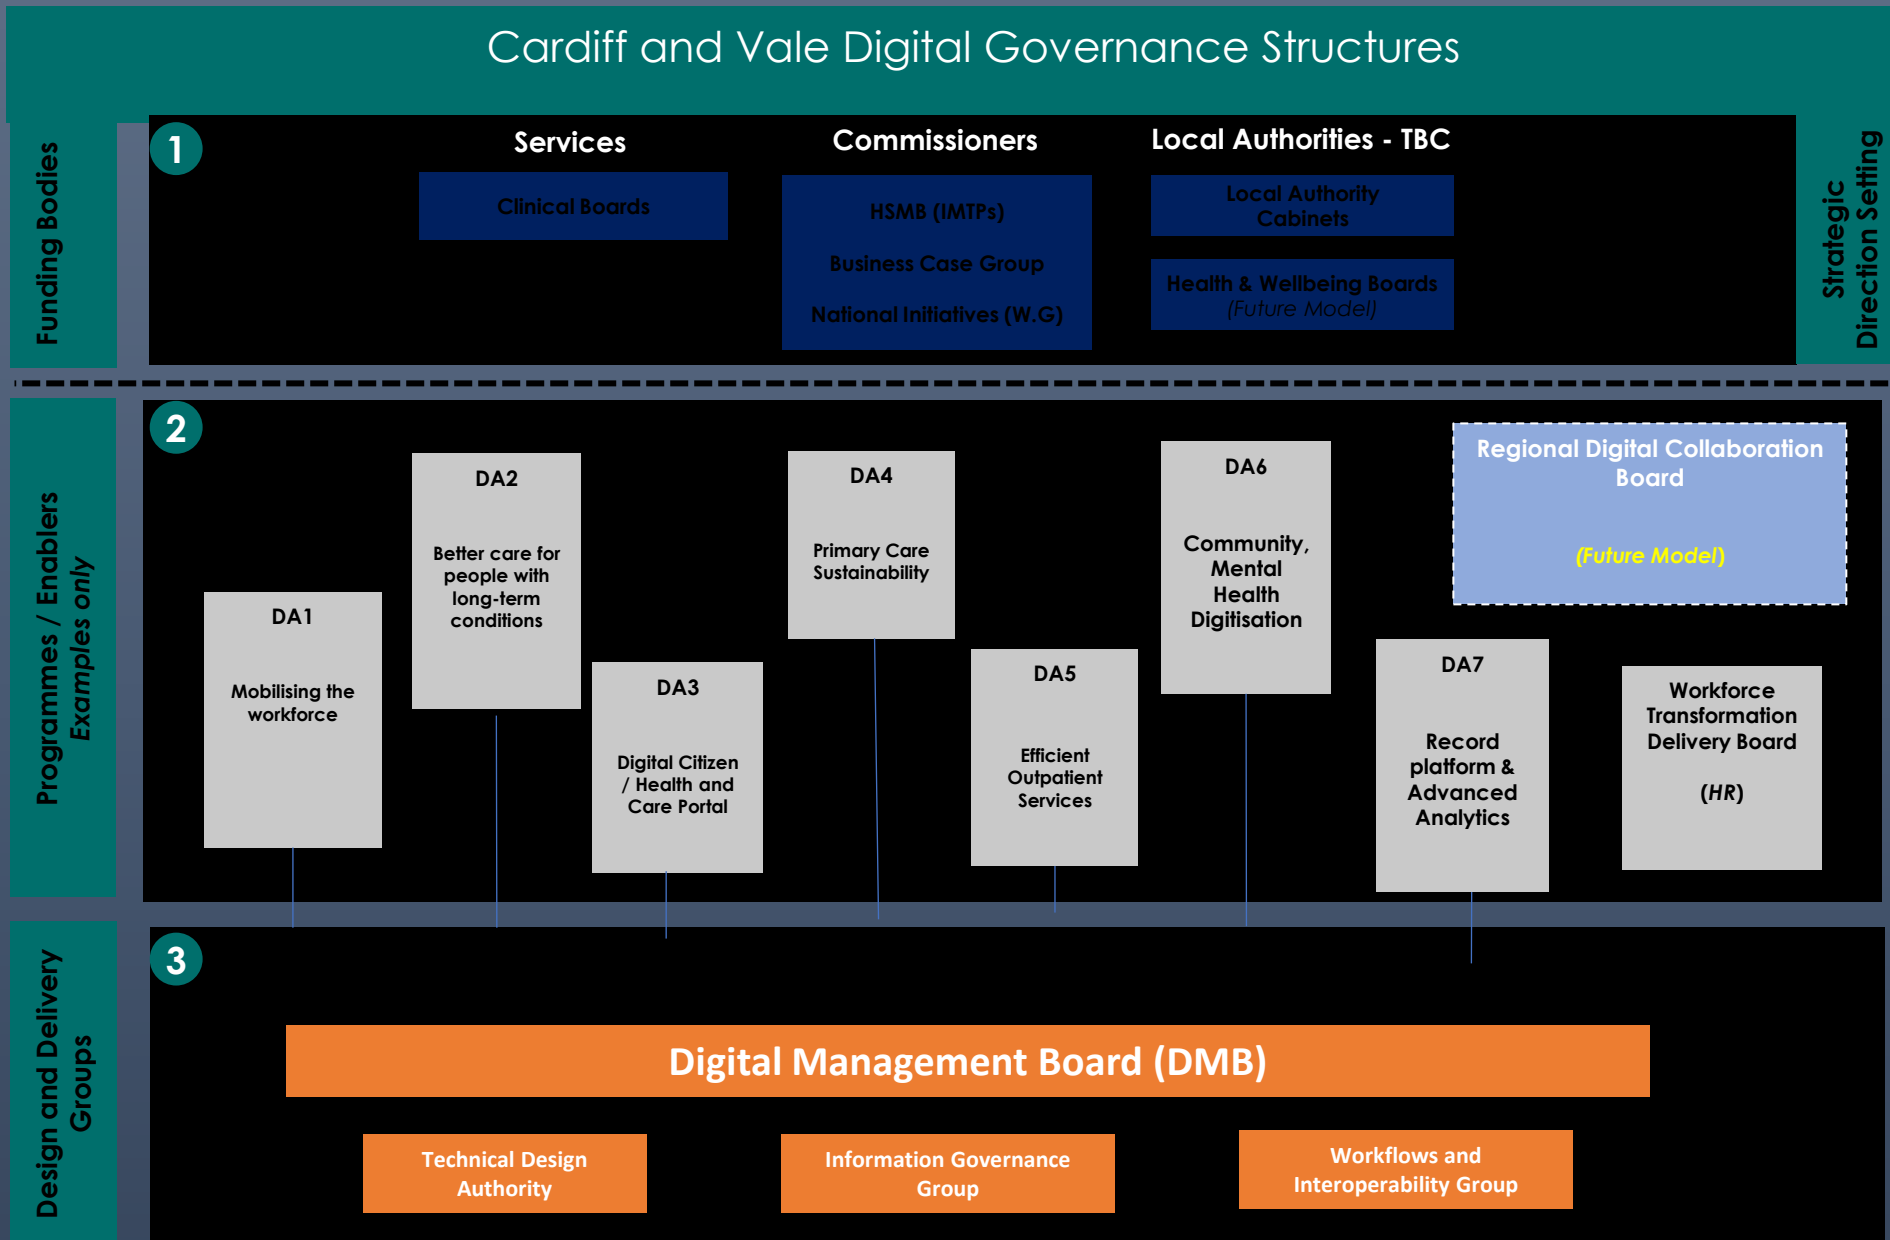 Cardiff and Vale Digital Governance Structures
Funding Bodies
1
Services
Clinical Boards
Commissioners
HSMB (IMTPs)
Business Case Group
National Initiatives (W.G)
Local Authorities - TBC
Local Authority
Cabinets
Health & Wellbeing Boards
(Future Model)
Strategic
Direction Setting
Programmes / Enablers
Examples only
2
DA1
Mobilising the
workforce
DA2
Better care for
people with
long-term
conditions
DA3
Digital Citizen
/ Health and
Care Portal
DA4
Primary Care
Sustainability
DA5
Efficient
Outpatient
Services
DA6
Community,
Mental
Health
Digitisation
DA7
Record
platform &
Advanced
Analytics
Regional Digital Collaboration
Board
(Future Model)
Workforce
Transformation
Delivery Board
(HR)
Design and Delivery
Groups
3
Digital Management Board (DMB)
Technical Design
Authority
Information Governance
Group
Workflows and
Interoperability Group